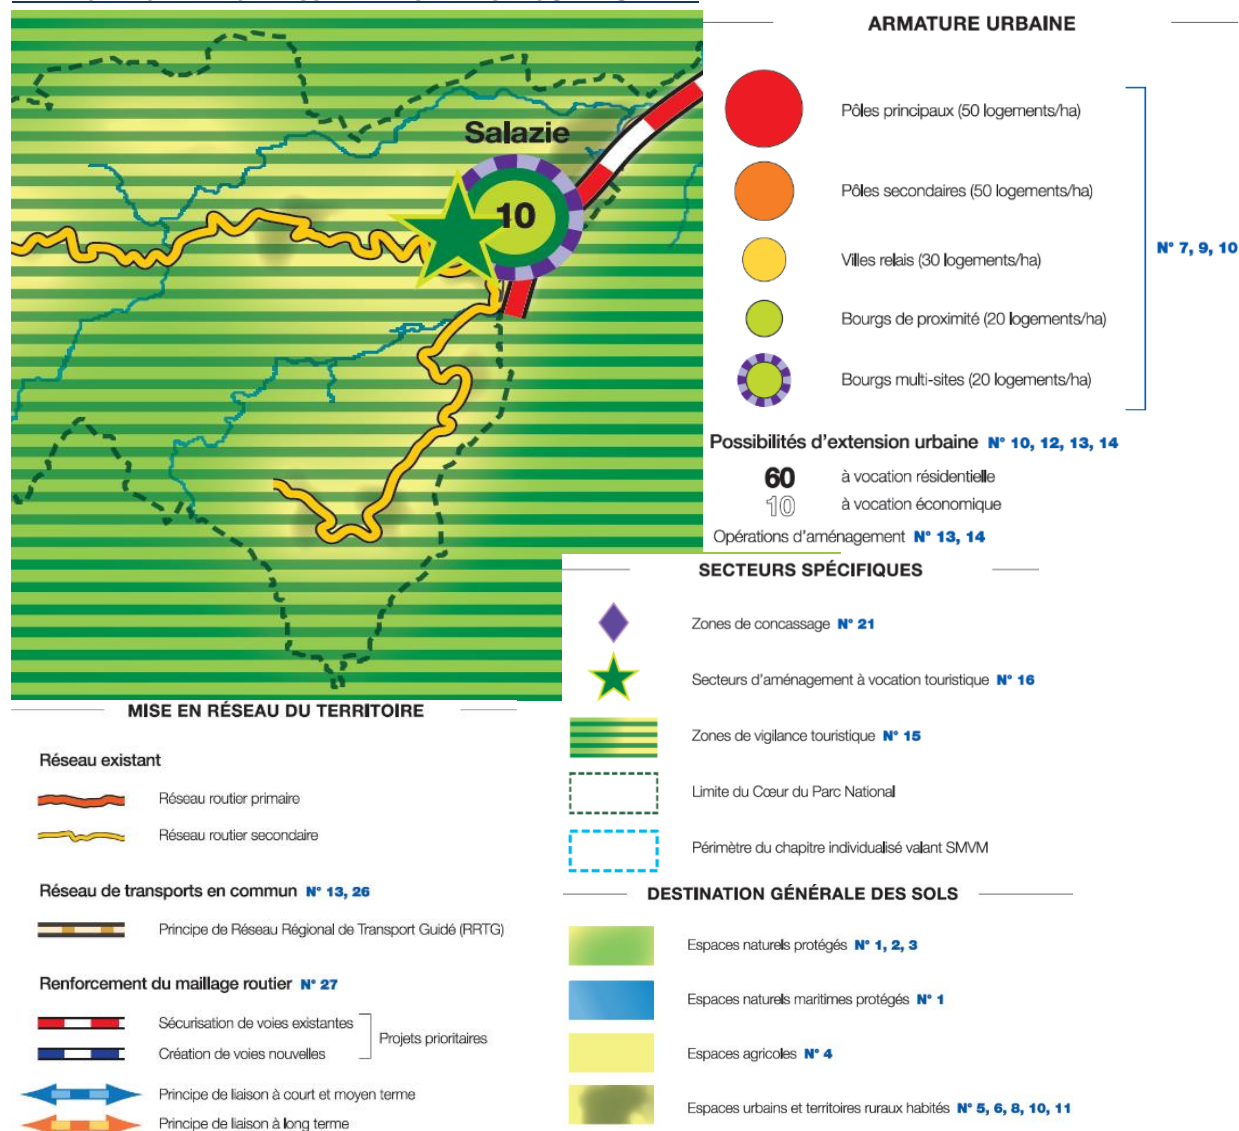 Salazie
10
ARMATURE URBAINE
Pôles principaux (50 logements/ha)
Pôles secondaires (50 logements/ha)
Villes relais (30 logements/ha)
Bourgs de proximité (20 logements/ha)
Bourgs multi-sites (20 logements/ha)
N° 7, 9, 10
Possibilités d'extension urbaine N° 10, 12, 13, 14
60 à vocation résidentielle
10 à vocation économique
Opérations d'aménagement N° 13, 14
SECTEURS SPÉCIFIQUES
Zones de concassage N° 21
Secteurs d'aménagement à vocation touristique N° 16
Zones de vigilance touristique N° 15
Limite du Cœur du Parc National
Périmètre du chapitre individualisé valant SMVM
DESTINATION GÉNÉRALE DES SOLS
Espaces naturels protégés N° 1, 2, 3
Espaces naturels maritimes protégés N° 1
Espaces agricoles N° 4
Espaces urbains et territoires ruraux habités N° 5, 6, 8, 10, 11
MISE EN RÉSEAU DU TERRITOIRE
Réseau existant
Réseau routier primaire
Réseau routier secondaire
Réseau de transports en commun N° 13, 26
Principe de Réseau Régional de Transport Guidé (RRTG)
Renforcement du maillage routier N° 27
Sécurisation de voies existantes
Création de voies nouvelles
Projets prioritaires
Principe de liaison à court et moyen terme
Principe de liaison à long terme